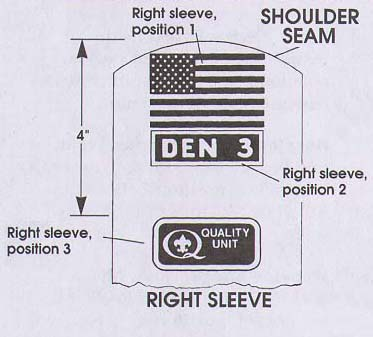 Right sleeve,
position 1
SHOULDER
SEAM
4"
DEN 3
Right sleeve,
position 2
Right sleeve,
position 3
Q QUALITY
UNIT
RIGHT SLEEVE